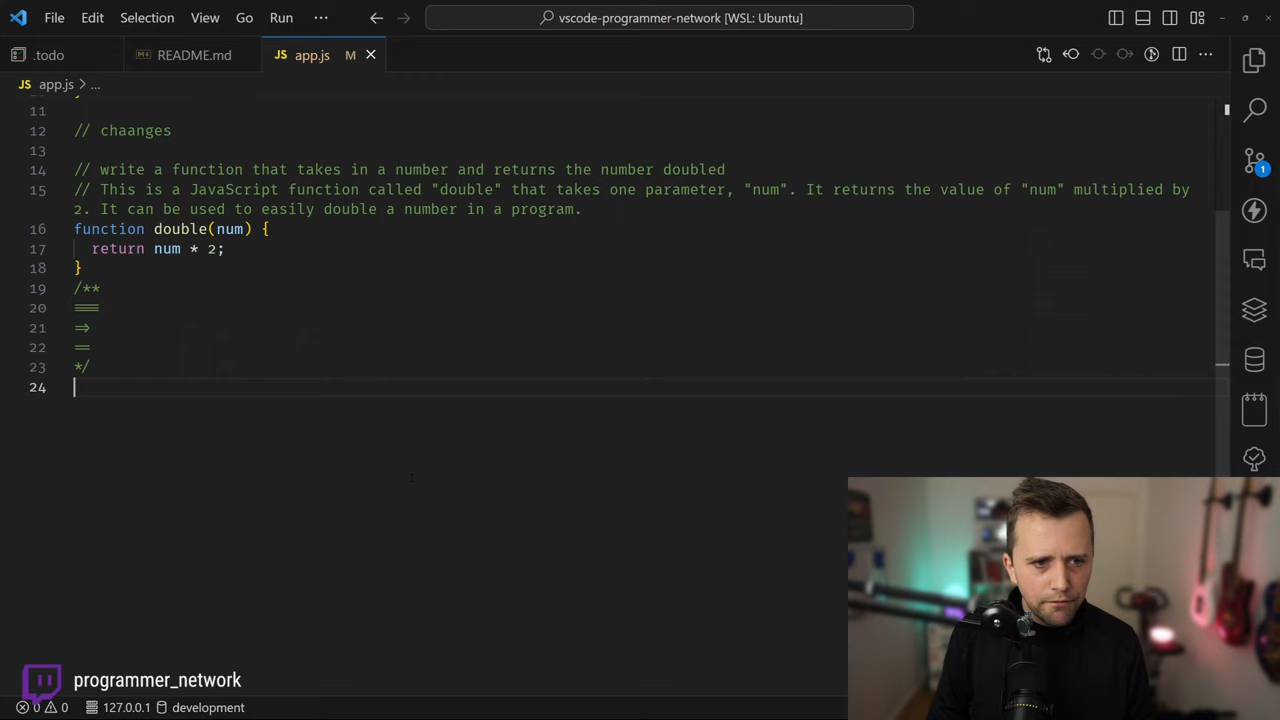 File Edit Selection View Go Run ··· vscode-programmer-network [WSL: Ubuntu]
.todo README.md JS app.js M
JS app.js > ...
11
12 // chaanges
13
14 // write a function that takes in a number and returns the number doubled
15 // This is a JavaScript function called "double" that takes one parameter, "num". It returns the value of "num" multiplied by
2. It can be used to easily double a number in a program.
16 function double(num) {
17 return num * 2;
18 }
19 /**
20 ===
21 =>
22 ==
23 */
24
1
programmer_network
0 0 127.0.0.1 development